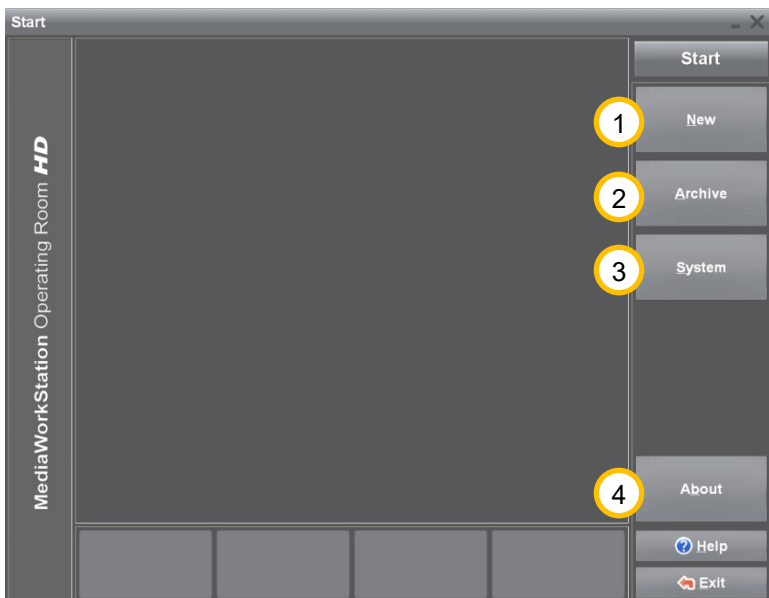 Start
MediaWorkStation Operating Room HD
Start
1
New
2
Archive
3
System
4
About
Help
Exit